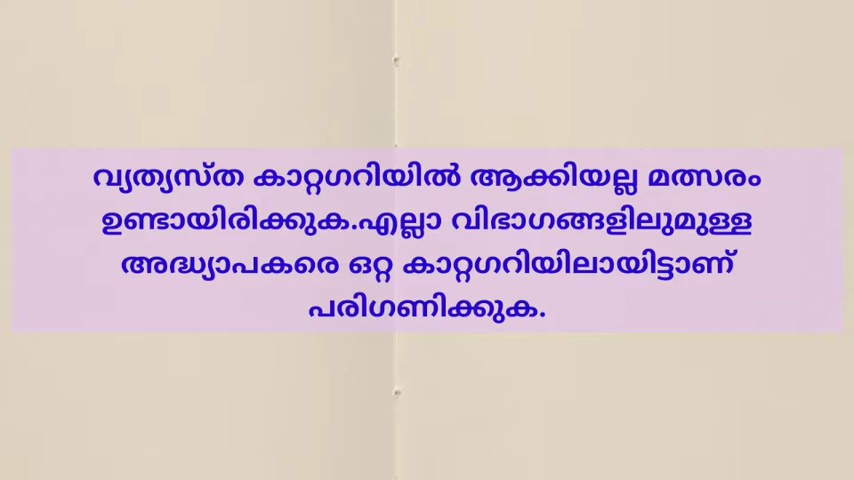 വ്യത്യസ്ത കാറ്റഗറിയിൽ ആക്കിയല്ല മത്സരം
ഉണ്ടായിരിക്കുക.എല്ലാ വിഭാഗങ്ങളിലുമുള്ള
അദ്ധ്യാപകരെ ഒറ്റ കാറ്റഗറിയിലായിട്ടാണ്
പരിഗണിക്കുക.